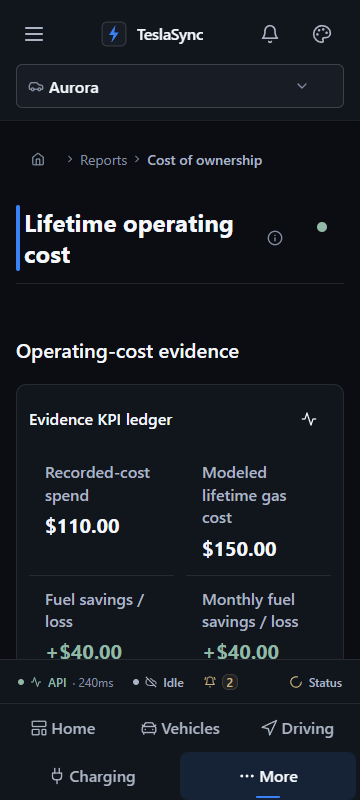 TeslaSync
Aurora
Reports
Cost of ownership
Lifetime operating
cost
Operating-cost evidence
Evidence KPI ledger
Recorded-cost
spend
$110.00
Modeled
lifetime gas
cost
$150.00
Fuel savings /
loss
+$40.00
Monthly fuel
savings / loss
+$40.00
API · 240ms
Idle
2
Status
Home
Vehicles
Driving
Charging
More